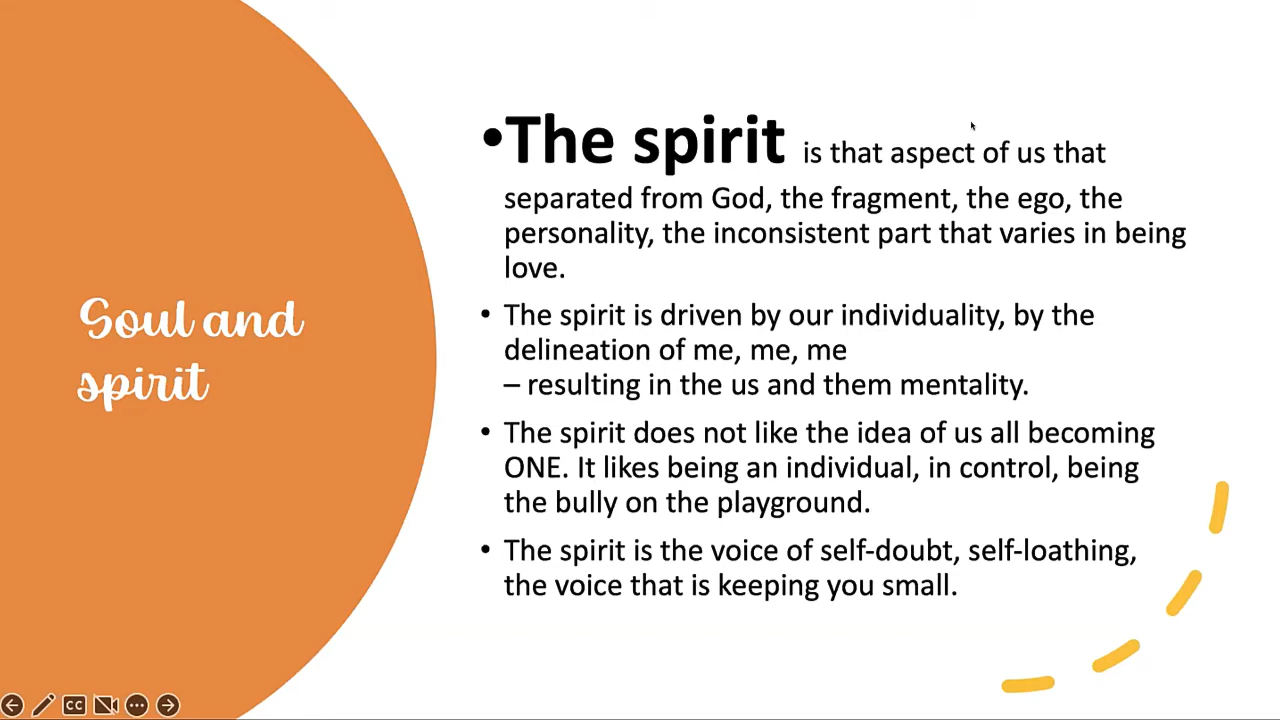 Soul and
spirit
•The spirit is that aspect of us that
separated from God, the fragment, the ego, the
personality, the inconsistent part that varies in being
love.
• The spirit is driven by our individuality, by the
delineation of me, me, me
– resulting in the us and them mentality.
• The spirit does not like the idea of us all becoming
ONE. It likes being an individual, in control, being
the bully on the playground.
• The spirit is the voice of self-doubt, self-loathing,
the voice that is keeping you small.
CC